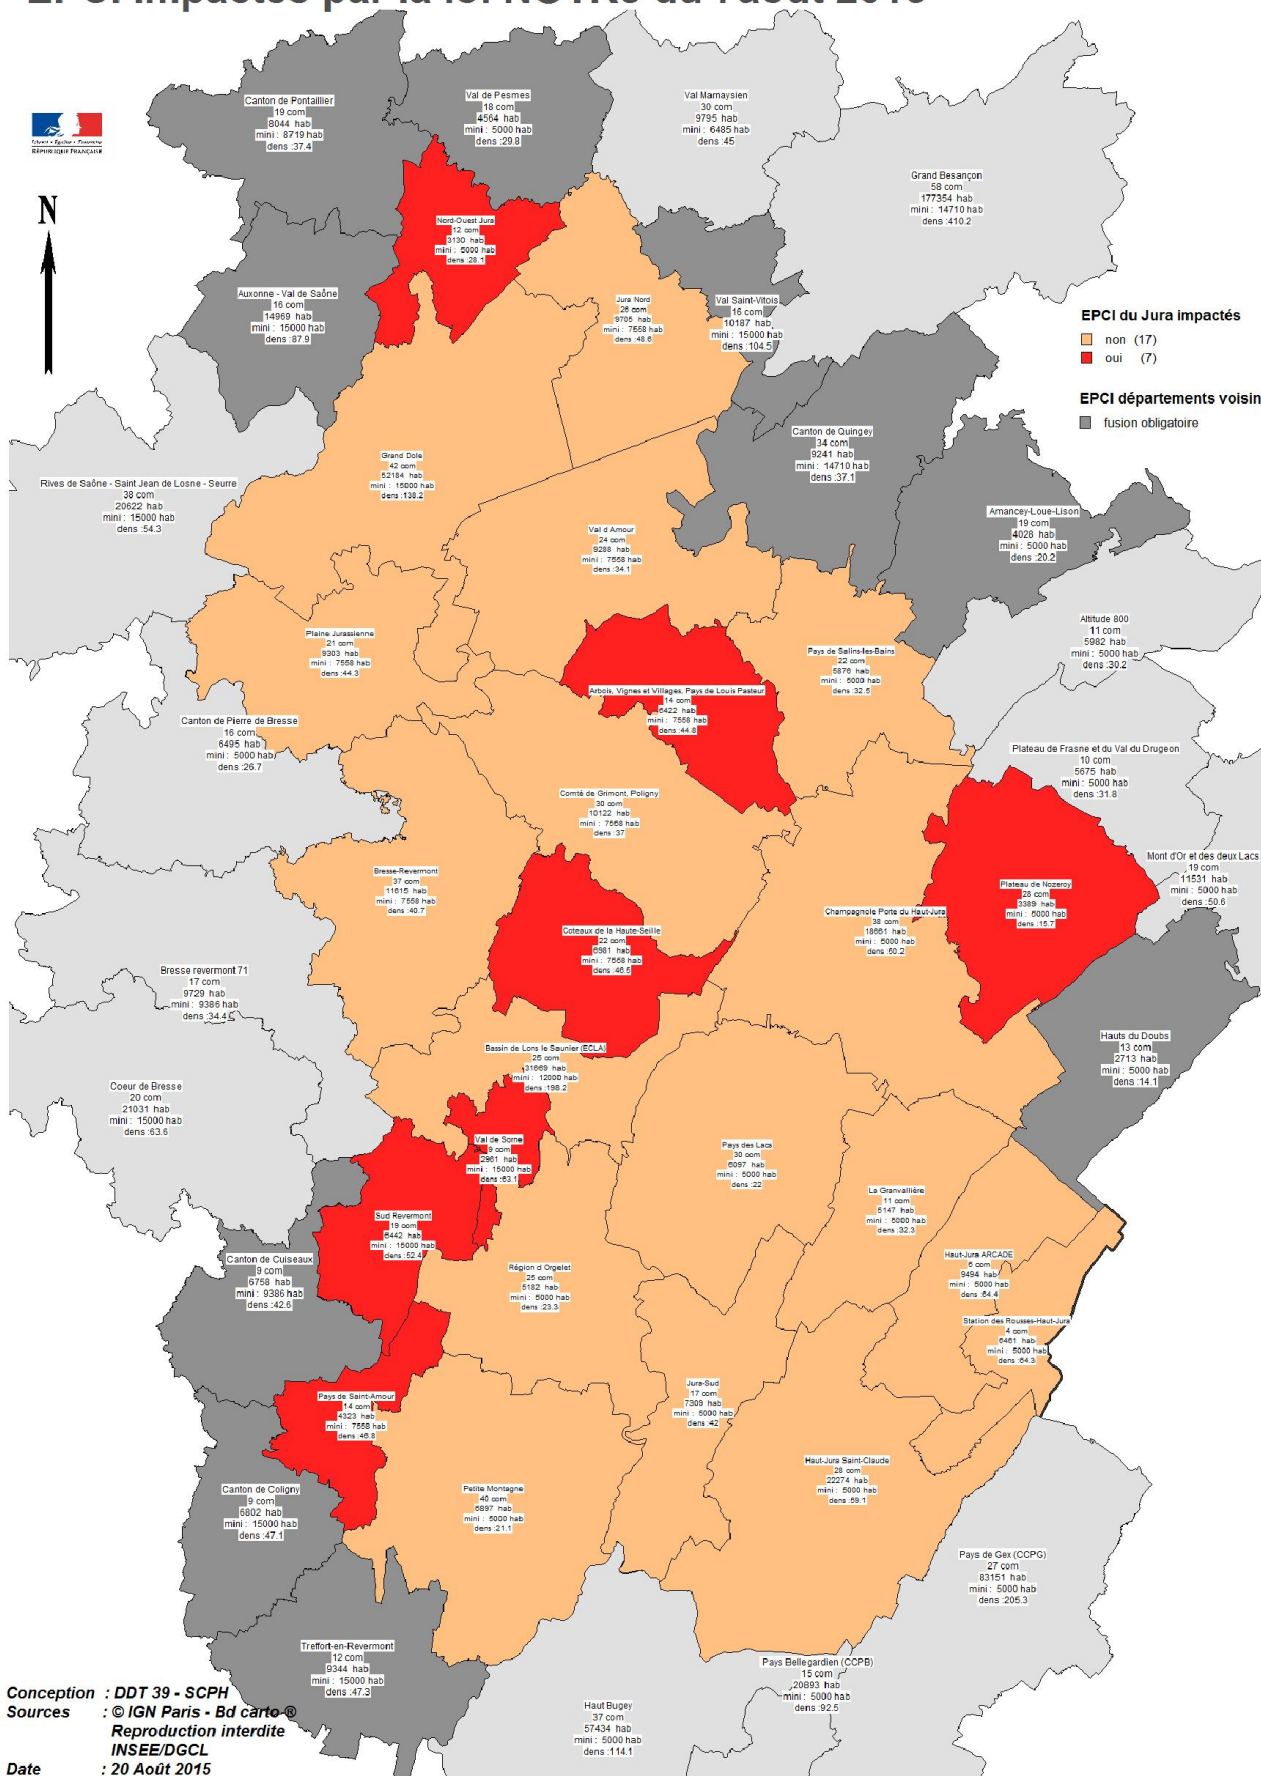 EPCI impactés par la loi NOTRe du 7août 2015
Canton de Pontaillier
19 com
8044 hab
mini : 8719 hab
dens :37.4
Val de Pesmes
18 com
4564 hab
mini : 5000 hab
dens :29.8
Val Marnaysien
30 com
9795 hab
mini : 6485 hab
dens :45
RÉPUBLIQUE FRANÇAISE
Grand Besançon
58 com
177354 hab
mini : 14710 hab
dens :410.2
N
Nord-Ouest Jura
12 com
3130 hab
mini : 5000 hab
dens :28.1
Auxonne - Val de Saône
16 com
14969 hab
mini : 15000 hab
dens :87.9
Jura Nord
26 com
9705 hab
mini : 7558 hab
dens :48.6
Val Saint-Vitois
16 com
10187 hab
mini : 15000 hab
dens :104.5
EPCI du Jura impactés
non (17)
oui (7)
EPCI départements voisin
fusion obligatoire
Canton de Quingey
34 com
9241 hab
mini : 14710 hab
dens :37.1
Grand Dole
42 com
52184 hab
mini : 15000 hab
dens :138.2
Rives de Saône - Saint Jean de Losne - Seurre
38 com
20622 hab
mini : 15000 hab
dens :54.3
Amancey-Loue-Lison
19 com
4028 hab
mini : 5000 hab
dens :20.2
Val d Amour
24 com
9288 hab
mini : 7558 hab
dens :34.1
Altitude 800
11 com
5982 hab
mini : 5000 hab
dens :30.2
Plaine Jurassienne
21 com
9303 hab
mini : 7558 hab
dens :44.3
Pays de Salins-les-Bains
22 com
5876 hab
mini : 5000 hab
dens :32.5
Arbois, Vignes et Villages, Pays de Louis Pasteur
14 com
6422 hab
mini : 7558 hab
dens :44.8
Canton de Pierre de Bresse
16 com
6495 hab
mini : 5000 hab
dens :26.7
Plateau de Frasne et du Val du Drugeon
10 com
5675 hab
mini : 5000 hab
dens :31.8
Comté de Grimont, Poligny
30 com
10122 hab
mini : 7558 hab
dens :37
Mont d'Or et des deux Lacs
19 com
11531 hab
mini : 5000 hab
dens :50.6
Bresse-Revermont
37 com
11615 hab
mini : 7558 hab
dens :40.7
Plateau de Nozeroy
28 com
3389 hab
mini : 5000 hab
dens :15.7
Champagnole Porte du Haut-Jura
38 com
18661 hab
mini : 5000 hab
dens :50.2
Coteaux de la Haute-Seille
22 com
6981 hab
mini : 7558 hab
dens :46.5
Bresse revermont 71
17 com
9729 hab
mini : 9386 hab
dens :34.4
Hauts du Doubs
13 com
2713 hab
mini : 5000 hab
dens :14.1
Bassin de Lons le Saunier (ECLA)
25 com
31669 hab
mini : 12000 hab
dens :198.2
Coeur de Bresse
20 com
21031 hab
mini : 15000 hab
dens :63.6
Val de Sorne
9 com
2961 hab
mini : 15000 hab
dens :63.1
Pays des Lacs
30 com
6097 hab
mini : 5000 hab
dens :22
La Grandvallière
11 com
5147 hab
mini : 5000 hab
dens :32.3
Sud Revermont
19 com
6442 hab
mini : 15000 hab
dens :52.4
Haut-Jura ARCADE
6 com
9494 hab
mini : 5000 hab
dens :64.4
Canton de Cuiseaux
9 com
6758 hab
mini : 9386 hab
dens :42.6
Région d Orgelet
25 com
5182 hab
mini : 5000 hab
dens :23.3
Station des Rousses-Haut-Jura
4 com
6461 hab
mini : 5000 hab
dens :64.3
Pays de Saint-Amour
14 com
4323 hab
mini : 7558 hab
dens :46.8
Jura-Sud
17 com
7309 hab
mini : 5000 hab
dens :42
Haut-Jura Saint-Claude
28 com
22274 hab
mini : 5000 hab
dens :59.1
Canton de Coligny
9 com
6802 hab
mini : 15000 hab
dens :47.1
Petite Montagne
40 com
6897 hab
mini : 5000 hab
dens :21.1
Pays de Gex (CCPG)
27 com
83151 hab
mini : 5000 hab
dens :205.3
Treffort-en-Revermont
12 com
9344 hab
mini : 15000 hab
dens :47.3
Pays Bellegardien (CCPB)
15 com
20893 hab
mini : 5000 hab
dens :92.5
Haut Bugey
37 com
57434 hab
mini : 5000 hab
dens :114.1
Conception : DDT 39 - SCPH
Sources : © IGN Paris - Bd carto ®
Reproduction interdite
INSEE/DGCL
Date : 20 Août 2015